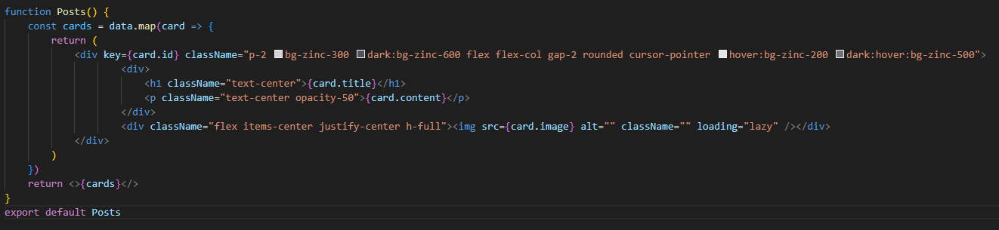 function Posts() {
const cards = data.map(card => {
return (
<div key={card.id} className="p-2 bg-zinc-300 dark:bg-zinc-600 flex flex-col gap-2 rounded cursor-pointer hover:bg-zinc-200 dark:hover:bg-zinc-500">
<div>
<h1 className="text-center">{card.title}</h1>
<p className="text-center opacity-50">{card.content}</p>
</div>
<div className="flex items-center justify-center h-full"><img src={card.image} alt="" className="" loading="lazy" /></div>
</div>
)
})
return <>{cards}</>
}
export default Posts